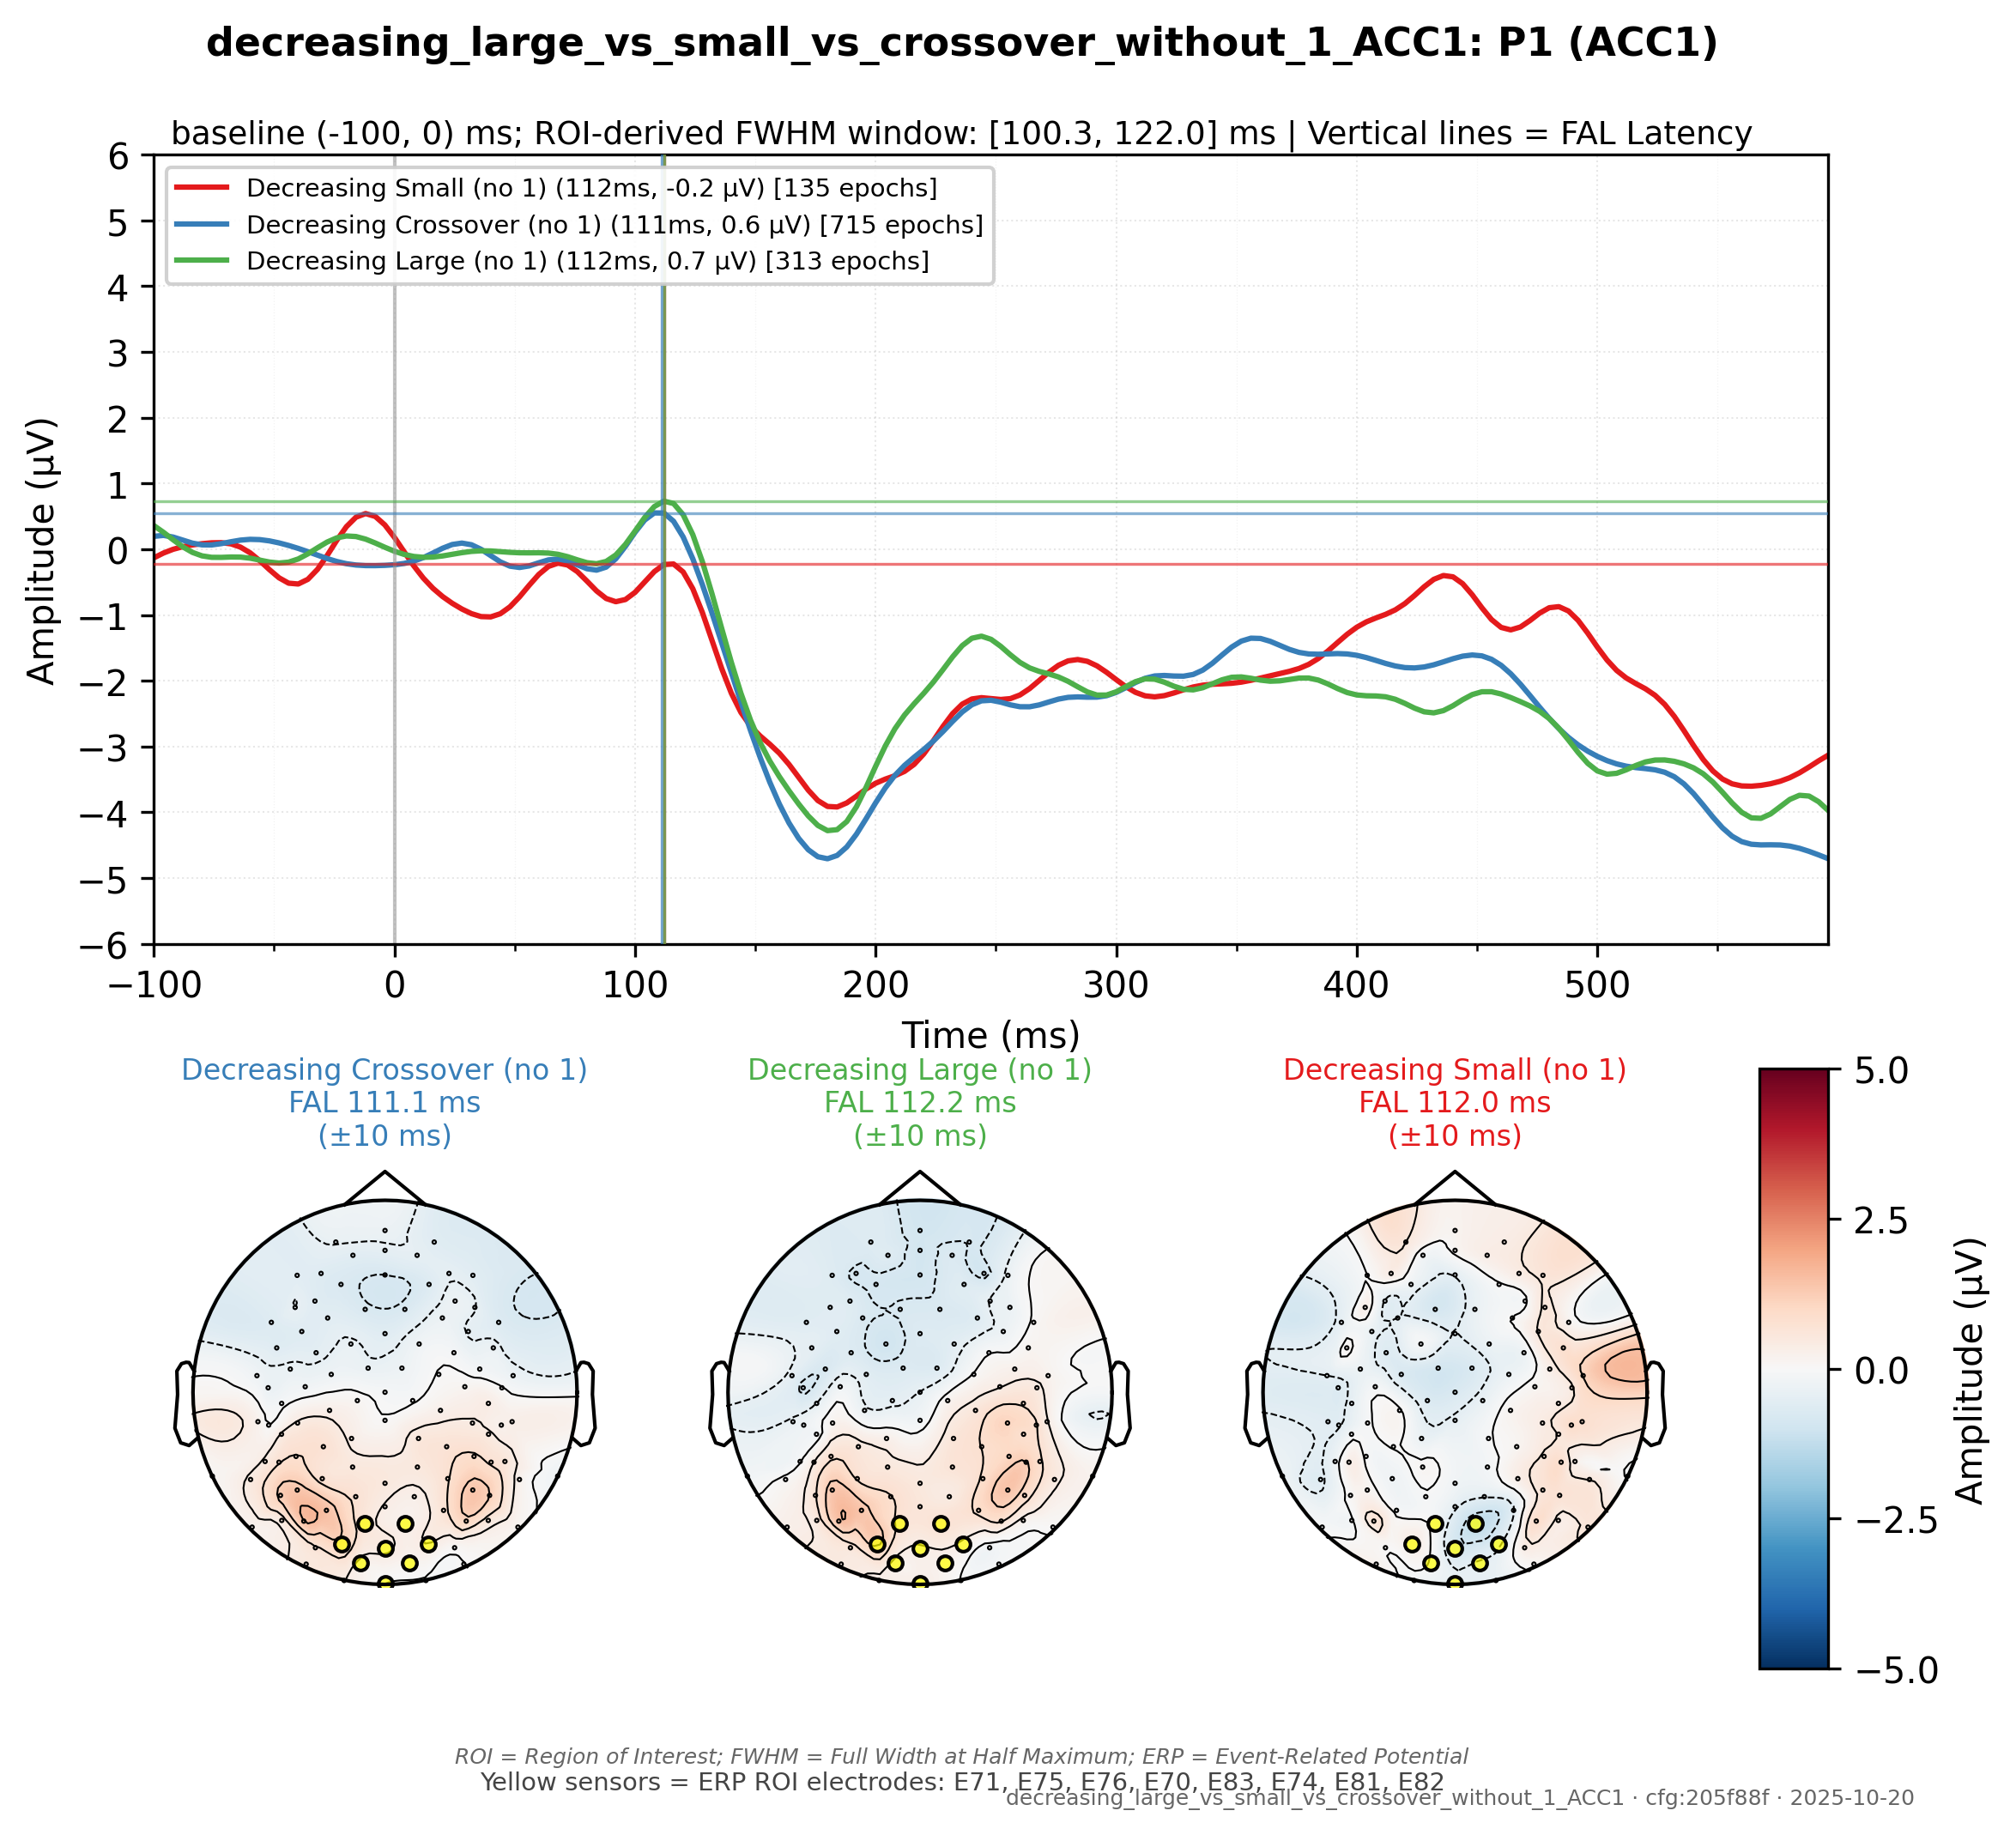 decreasing_large_vs_small_vs_crossover_without_1_ACC1: P1 (ACC1)
baseline (-100, 0) ms; ROI-derived FWHM window: [100.3, 122.0] ms | Vertical lines = FAL Latency
Decreasing Small (no 1) (112ms, -0.2 µV) [135 epochs]
Decreasing Crossover (no 1) (111ms, 0.6 µV) [715 epochs]
Decreasing Large (no 1) (112ms, 0.7 µV) [313 epochs]
Amplitude (µV)
6
5
4
3
2
1
0
−1
−2
−3
−4
−5
−6
−100
0
100
200
300
400
500
Time (ms)
Decreasing Crossover (no 1)
FAL 111.1 ms
(±10 ms)
Decreasing Large (no 1)
FAL 112.2 ms
(±10 ms)
Decreasing Small (no 1)
FAL 112.0 ms
(±10 ms)
5.0
2.5
0.0
−2.5
−5.0
Amplitude (µV)
ROI = Region of Interest; FWHM = Full Width at Half Maximum; ERP = Event-Related Potential
Yellow sensors = ERP ROI electrodes: E71, E75, E76, E70, E83, E74, E81, E82
decreasing_large_vs_small_vs_crossover_without_1_ACC1 · cfg:205f88f · 2025-10-20